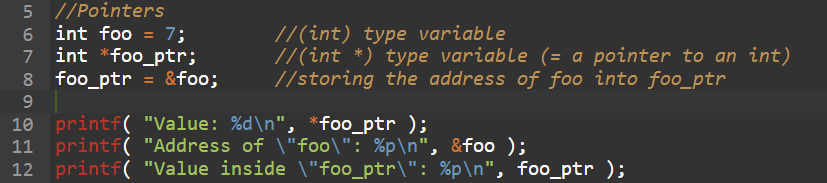 5 //Pointers
6 int foo = 7; //(int) type variable
7 int *foo_ptr; //(int *) type variable (= a pointer to an int)
8 foo_ptr = &foo; //storing the address of foo into foo_ptr
9
10 printf( "Value: %d\n", *foo_ptr );
11 printf( "Address of \"foo\": %p\n", &foo );
12 printf( "Value inside \"foo_ptr\": %p\n", foo_ptr );